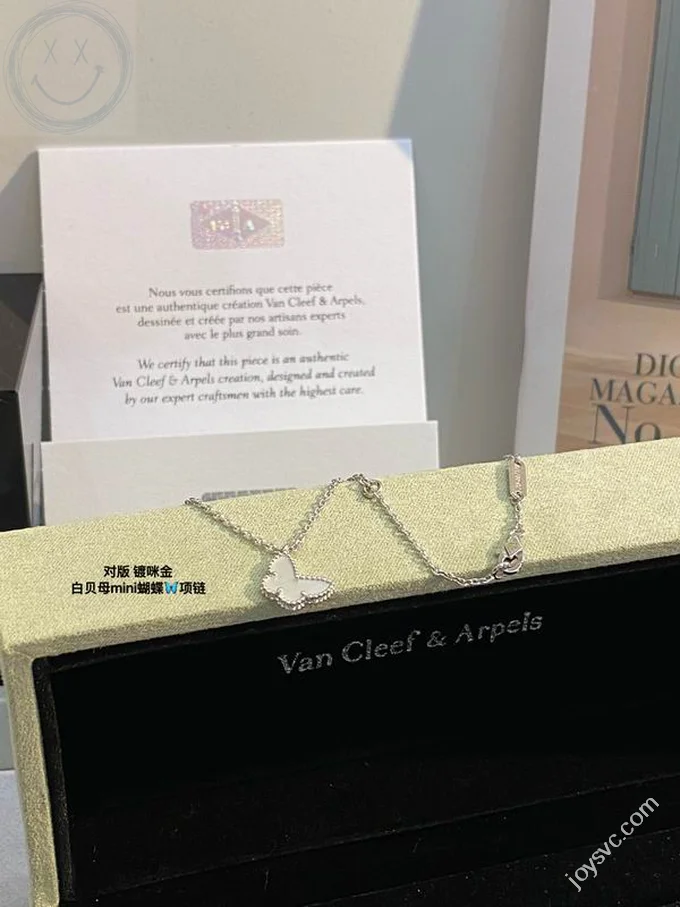 Nous vous certifions que cette pièce
est une authentique création Van Cleef & Arpels,
dessinée et créée par nos artisans experts
avec le plus grand soin.
We certify that this piece is an authentic
Van Cleef & Arpels creation, designed and created
by our expert craftsmen with the highest care.
DIO
MAGA
No
对版 镀咪金
白贝母mini蝴蝶🦋项链
Van Cleef & Arpels
joysvc.com